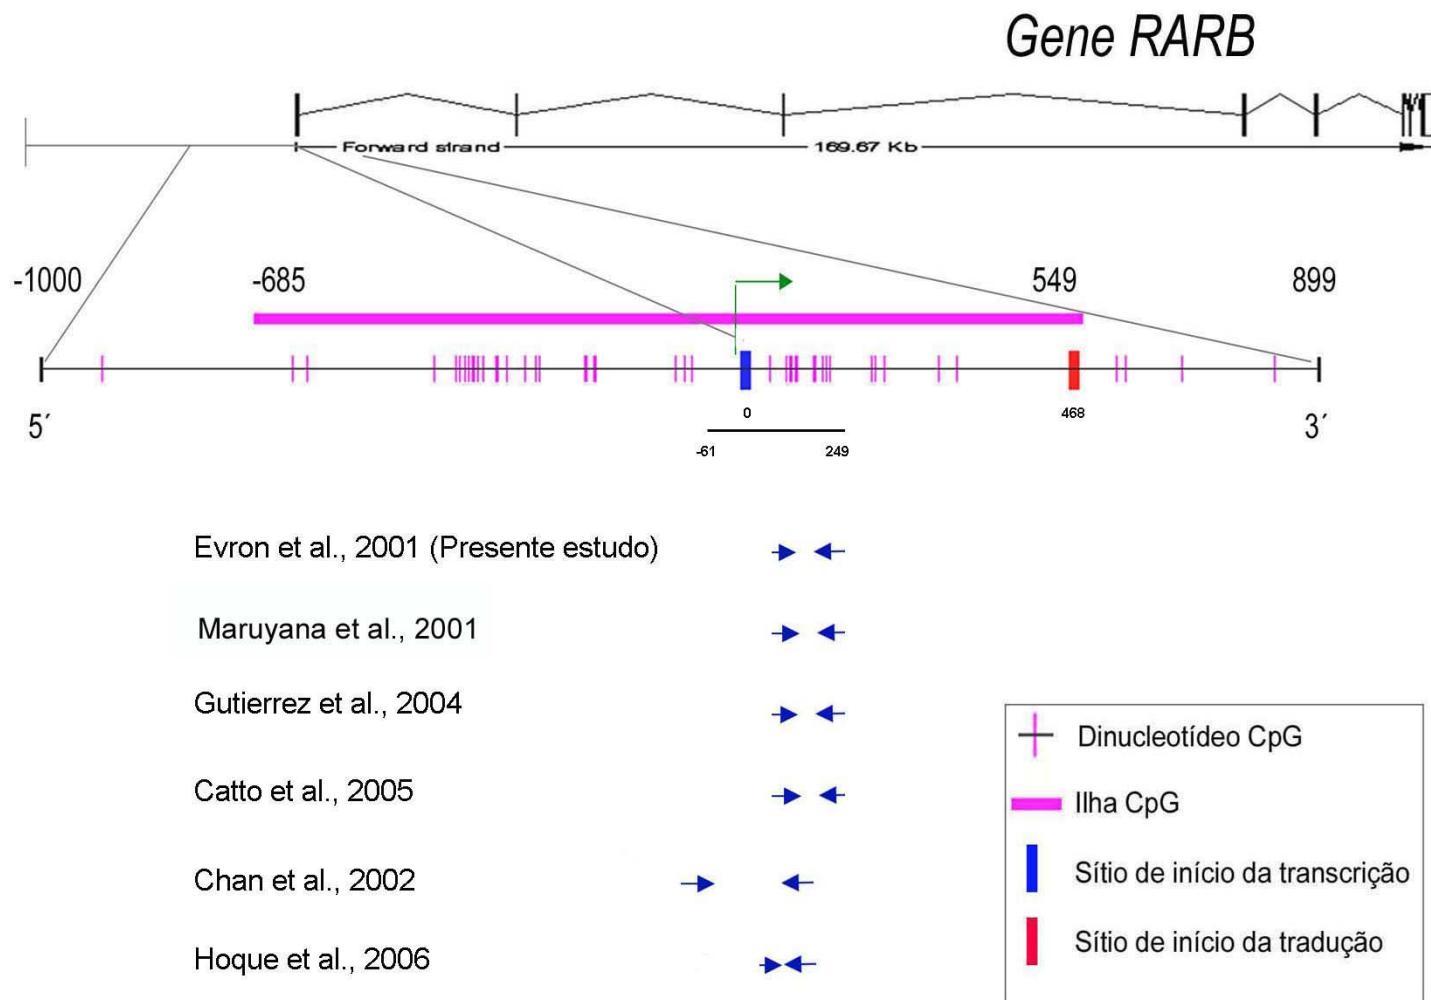 Gene RARB
Forward strand 169.67 Kb
-1000 -685 549 899
5´ 0 468 3´
-61 249
Evron et al., 2001 (Presente estudo)
Maruyana et al., 2001
Gutierrez et al., 2004
Catto et al., 2005
Chan et al., 2002
Hoque et al., 2006
Dinucleotídeo CpG
Ilha CpG
Sítio de início da transcrição
Sítio de início da tradução